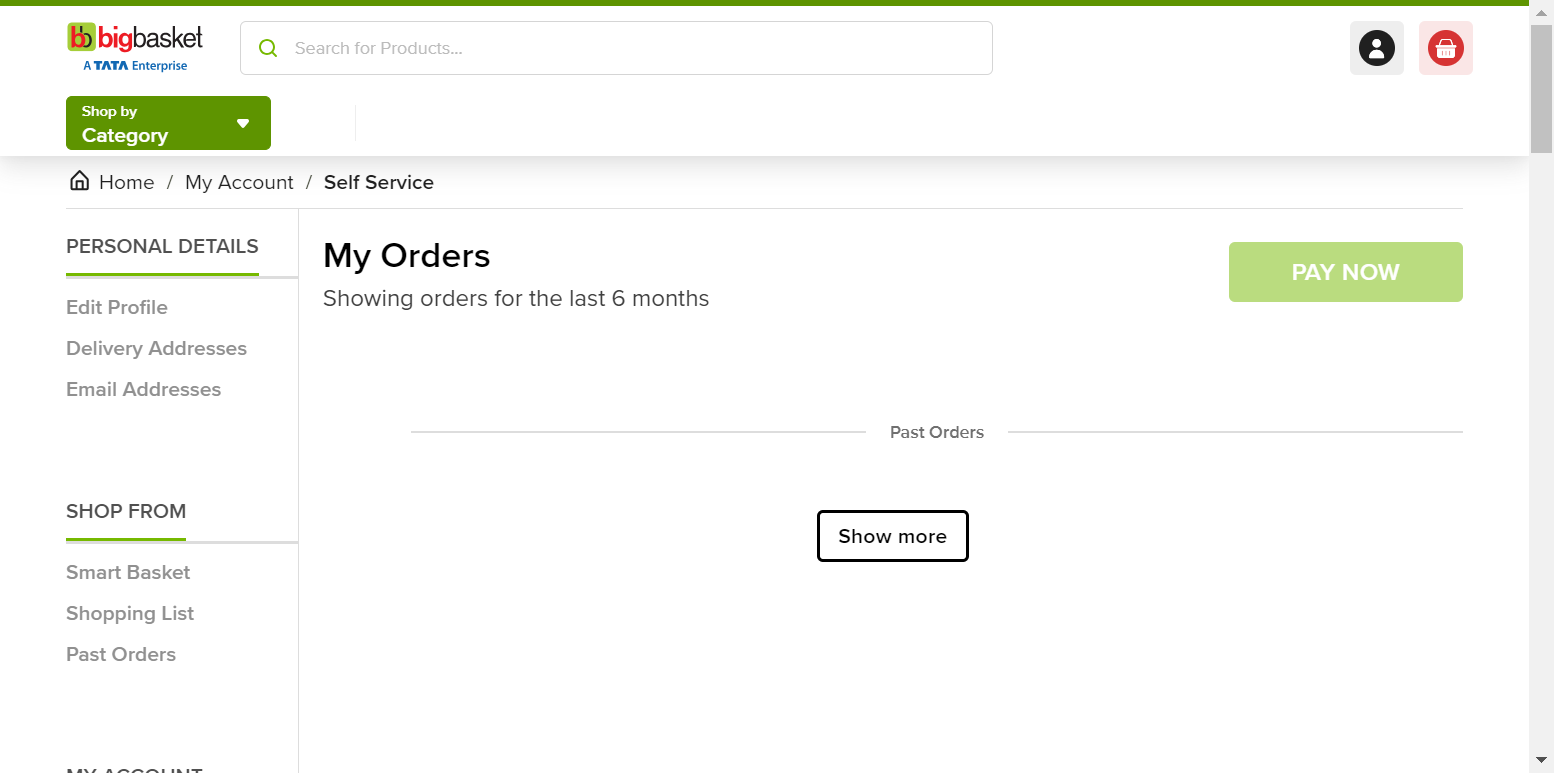 bb bigbasket
A TATA Enterprise
Search for Products...
Shop by
Category
Home / My Account / Self Service
PERSONAL DETAILS
Edit Profile
Delivery Addresses
Email Addresses
SHOP FROM
Smart Basket
Shopping List
Past Orders
MY ACCOUNT
My Orders
Showing orders for the last 6 months
PAY NOW
Past Orders
Show more